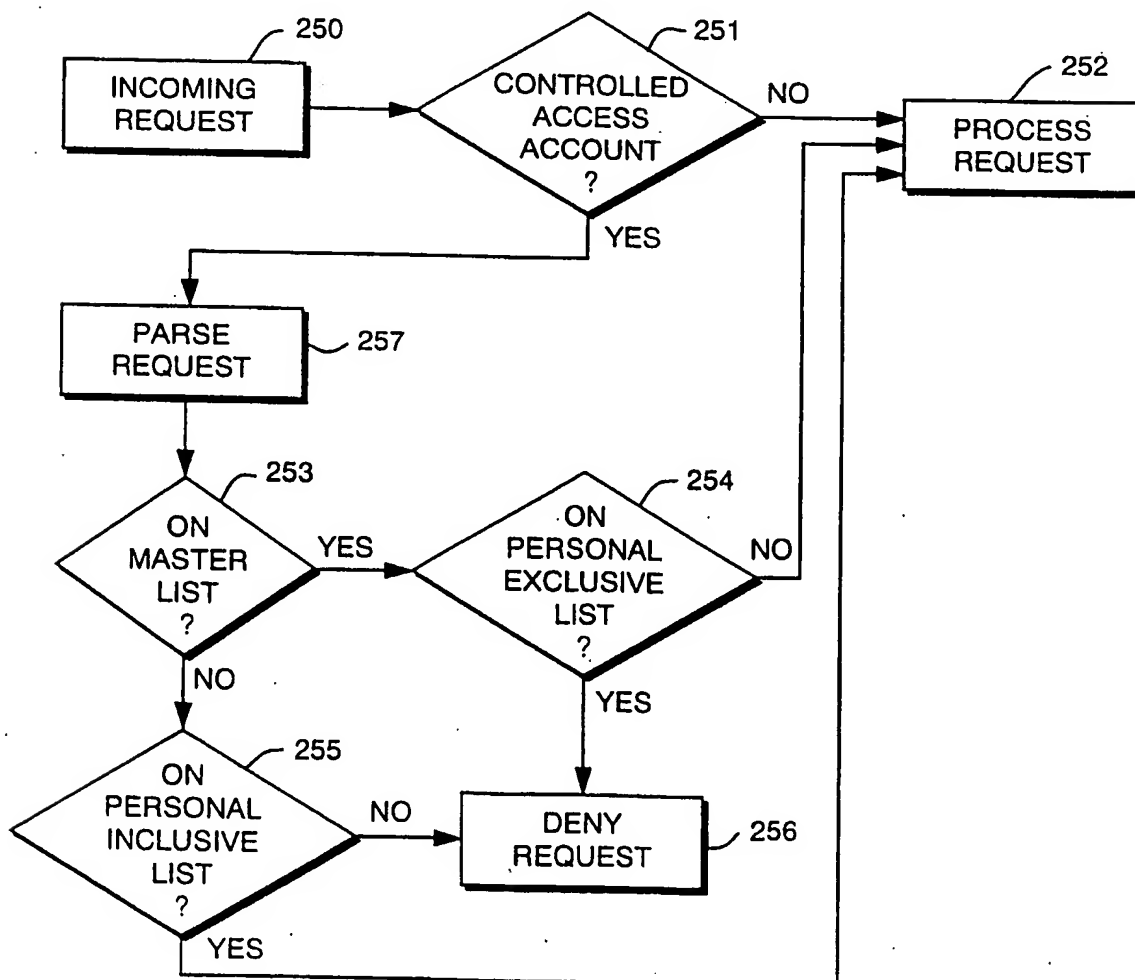 250
INCOMING
REQUEST
251
CONTROLLED
ACCESS
ACCOUNT
?
NO
YES
252
PROCESS
REQUEST
PARSE
REQUEST
257
253
ON
MASTER
LIST
?
YES
NO
254
ON
PERSONAL
EXCLUSIVE
LIST
?
NO
YES
255
ON
PERSONAL
INCLUSIVE
LIST
?
NO
YES
DENY
REQUEST
256